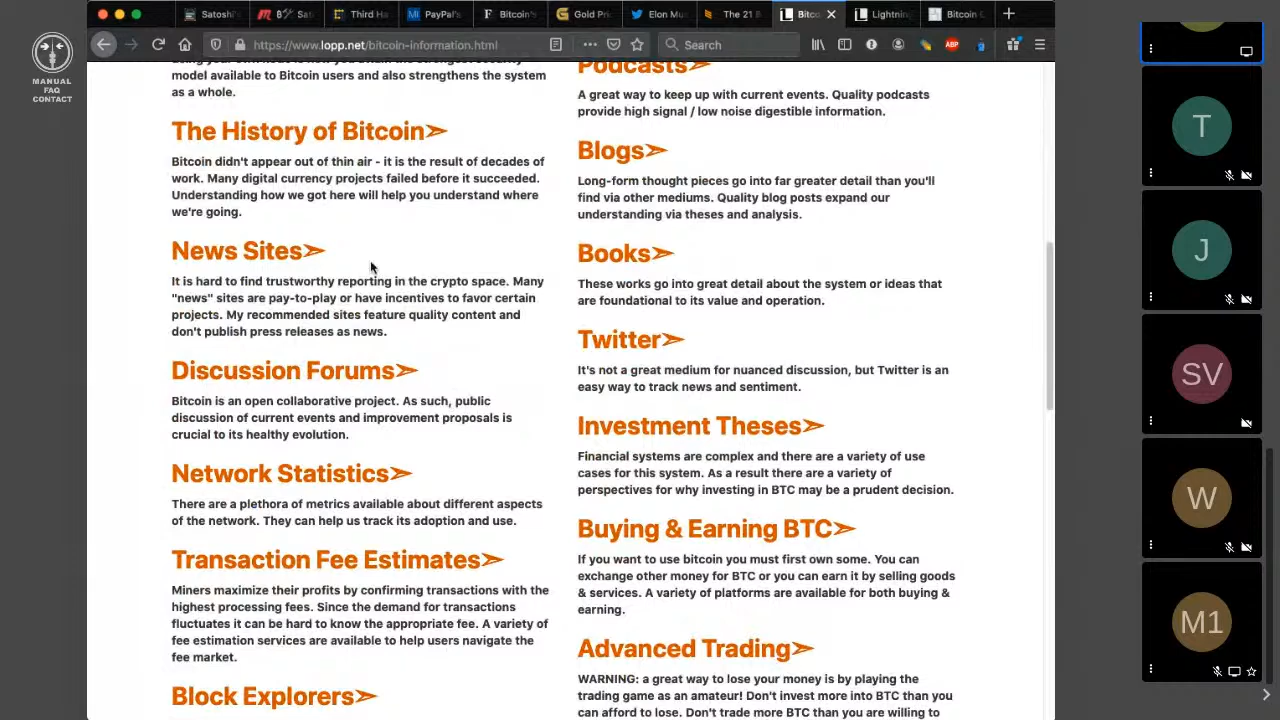 MANUAL
FAQ
CONTACT
Satoshi's
Sat
Third Ha
PayPal's
Bitcoin's
Gold Pri
Elon Mu
The 21
Bitco
Lightnin
Bitcoin
https://www.lopp.net/bitcoin-information.html
Search
ABP
using your own node is how you attain the strongest security
model available to Bitcoin users and also strengthens the system
as a whole.
The History of Bitcoin➣
Bitcoin didn't appear out of thin air - it is the result of decades of
work. Many digital currency projects failed before it succeeded.
Understanding how we got here will help you understand where
we're going.
News Sites➣
It is hard to find trustworthy reporting in the crypto space. Many
"news" sites are pay-to-play or have incentives to favor certain
projects. My recommended sites feature quality content and
don't publish press releases as news.
Discussion Forums➣
Bitcoin is an open collaborative project. As such, public
discussion of current events and improvement proposals is
crucial to its healthy evolution.
Network Statistics➣
There are a plethora of metrics available about different aspects
of the network. They can help us track its adoption and use.
Transaction Fee Estimates➣
Miners maximize their profits by confirming transactions with the
highest processing fees. Since the demand for transactions
fluctuates it can be hard to know the appropriate fee. A variety of
fee estimation services are available to help users navigate the
fee market.
Block Explorers➣
Podcasts➣
A great way to keep up with current events. Quality podcasts
provide high signal / low noise digestible information.
Blogs➣
Long-form thought pieces go into far greater detail than you'll
find via other mediums. Quality blog posts expand our
understanding via theses and analysis.
Books➣
These works go into great detail about the system or ideas that
are foundational to its value and operation.
Twitter➣
It's not a great medium for nuanced discussion, but Twitter is an
easy way to track news and sentiment.
Investment Theses➣
Financial systems are complex and there are a variety of use
cases for this system. As a result there are a variety of
perspectives for why investing in BTC may be a prudent decision.
Buying & Earning BTC➣
If you want to use bitcoin you must first own some. You can
exchange other money for BTC or you can earn it by selling goods
& services. A variety of platforms are available for both buying &
earning.
Advanced Trading➣
WARNING: a great way to lose your money is by playing the
trading game as an amateur! Don't invest more into BTC than you
can afford to lose. Don't trade more BTC than you are willing to
T
J
SV
W
M1